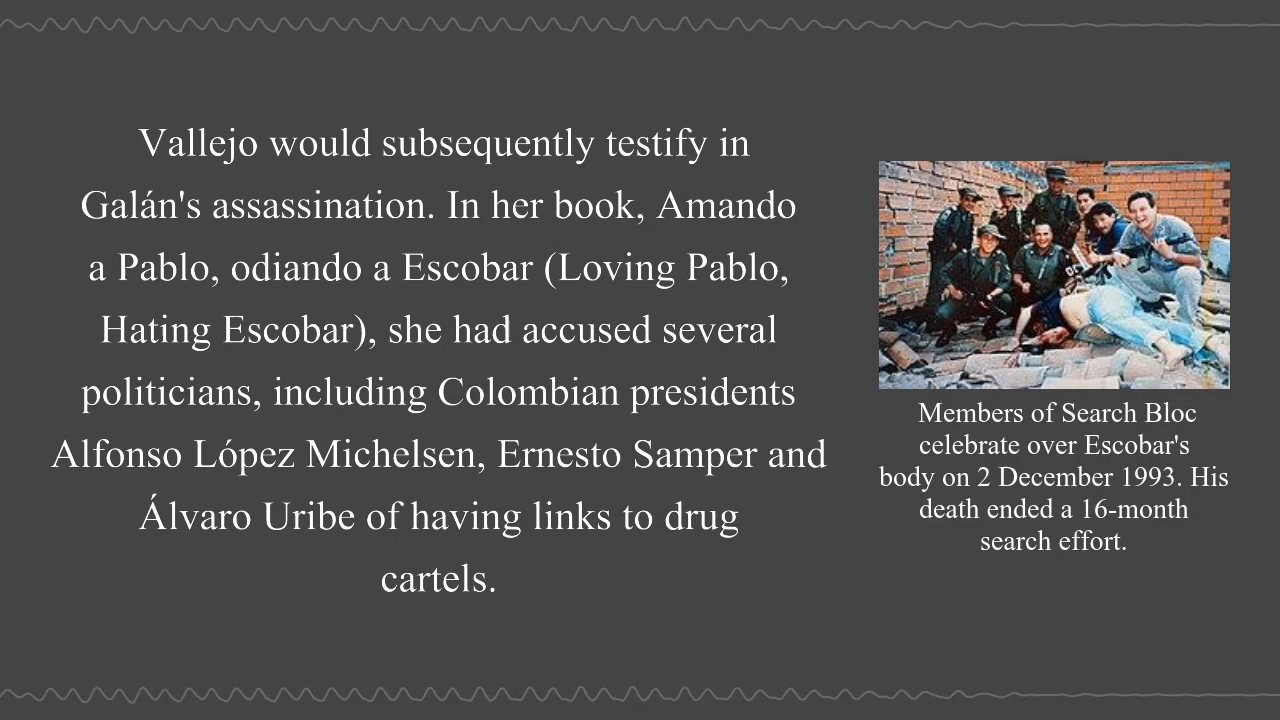 Vallejo would subsequently testify in
Galán's assassination. In her book, Amando
a Pablo, odiando a Escobar (Loving Pablo,
Hating Escobar), she had accused several
politicians, including Colombian presidents
Alfonso López Michelsen, Ernesto Samper and
Álvaro Uribe of having links to drug
cartels.
Members of Search Bloc
celebrate over Escobar's
body on 2 December 1993. His
death ended a 16-month
search effort.